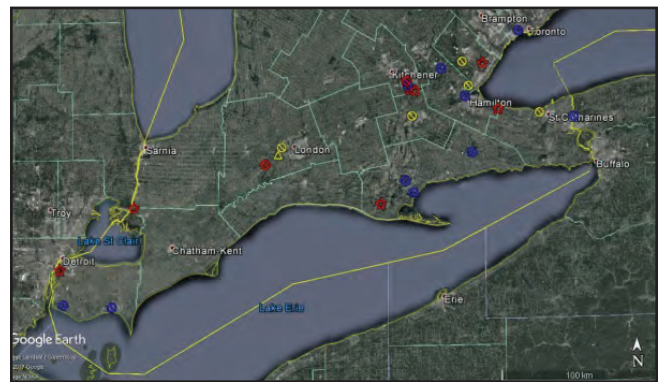 Brampton
Toronto
Kitchener
Hamilton
St Catharines
Sarnia
London
Buffalo
Troy
Lake St Clair
Chatham-Kent
Detroit
Lake Erie
Erie
Google Earth
N
100 km